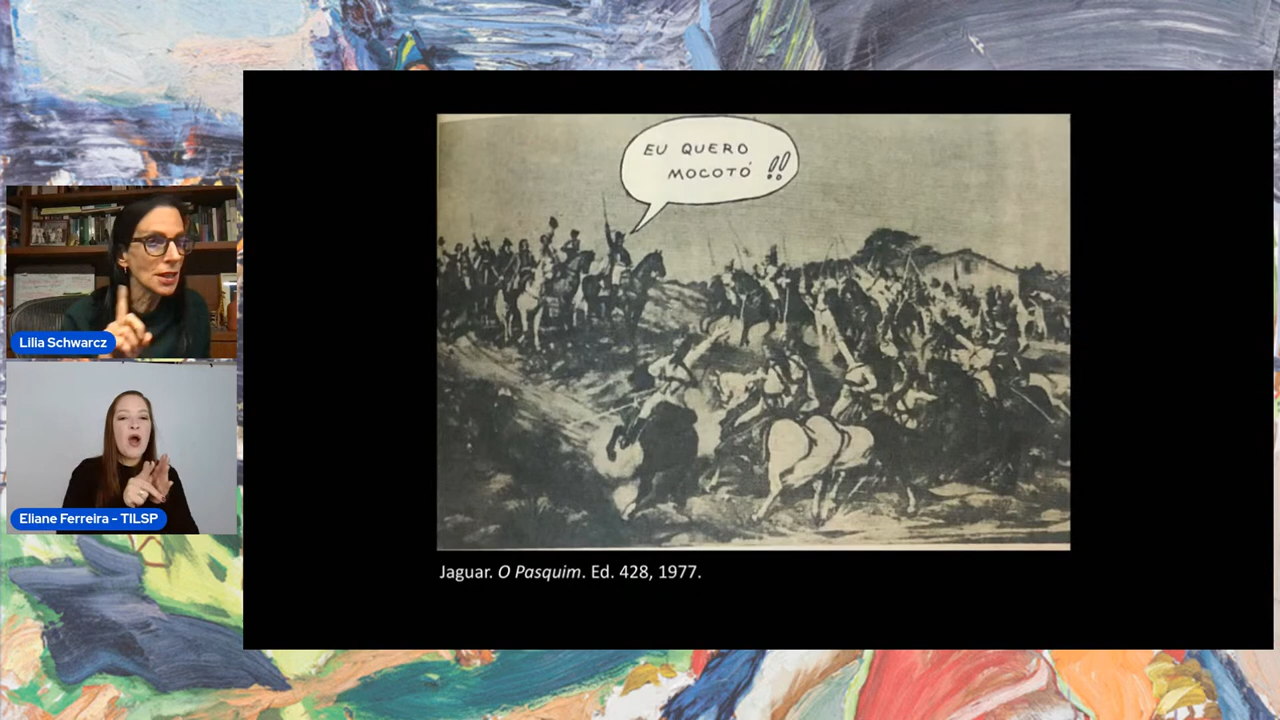 EU QUERO
MOCOTÓ !!
Lilia Schwarcz
Eliane Ferreira - TILSP
Jaguar. O Pasquim. Ed. 428, 1977.